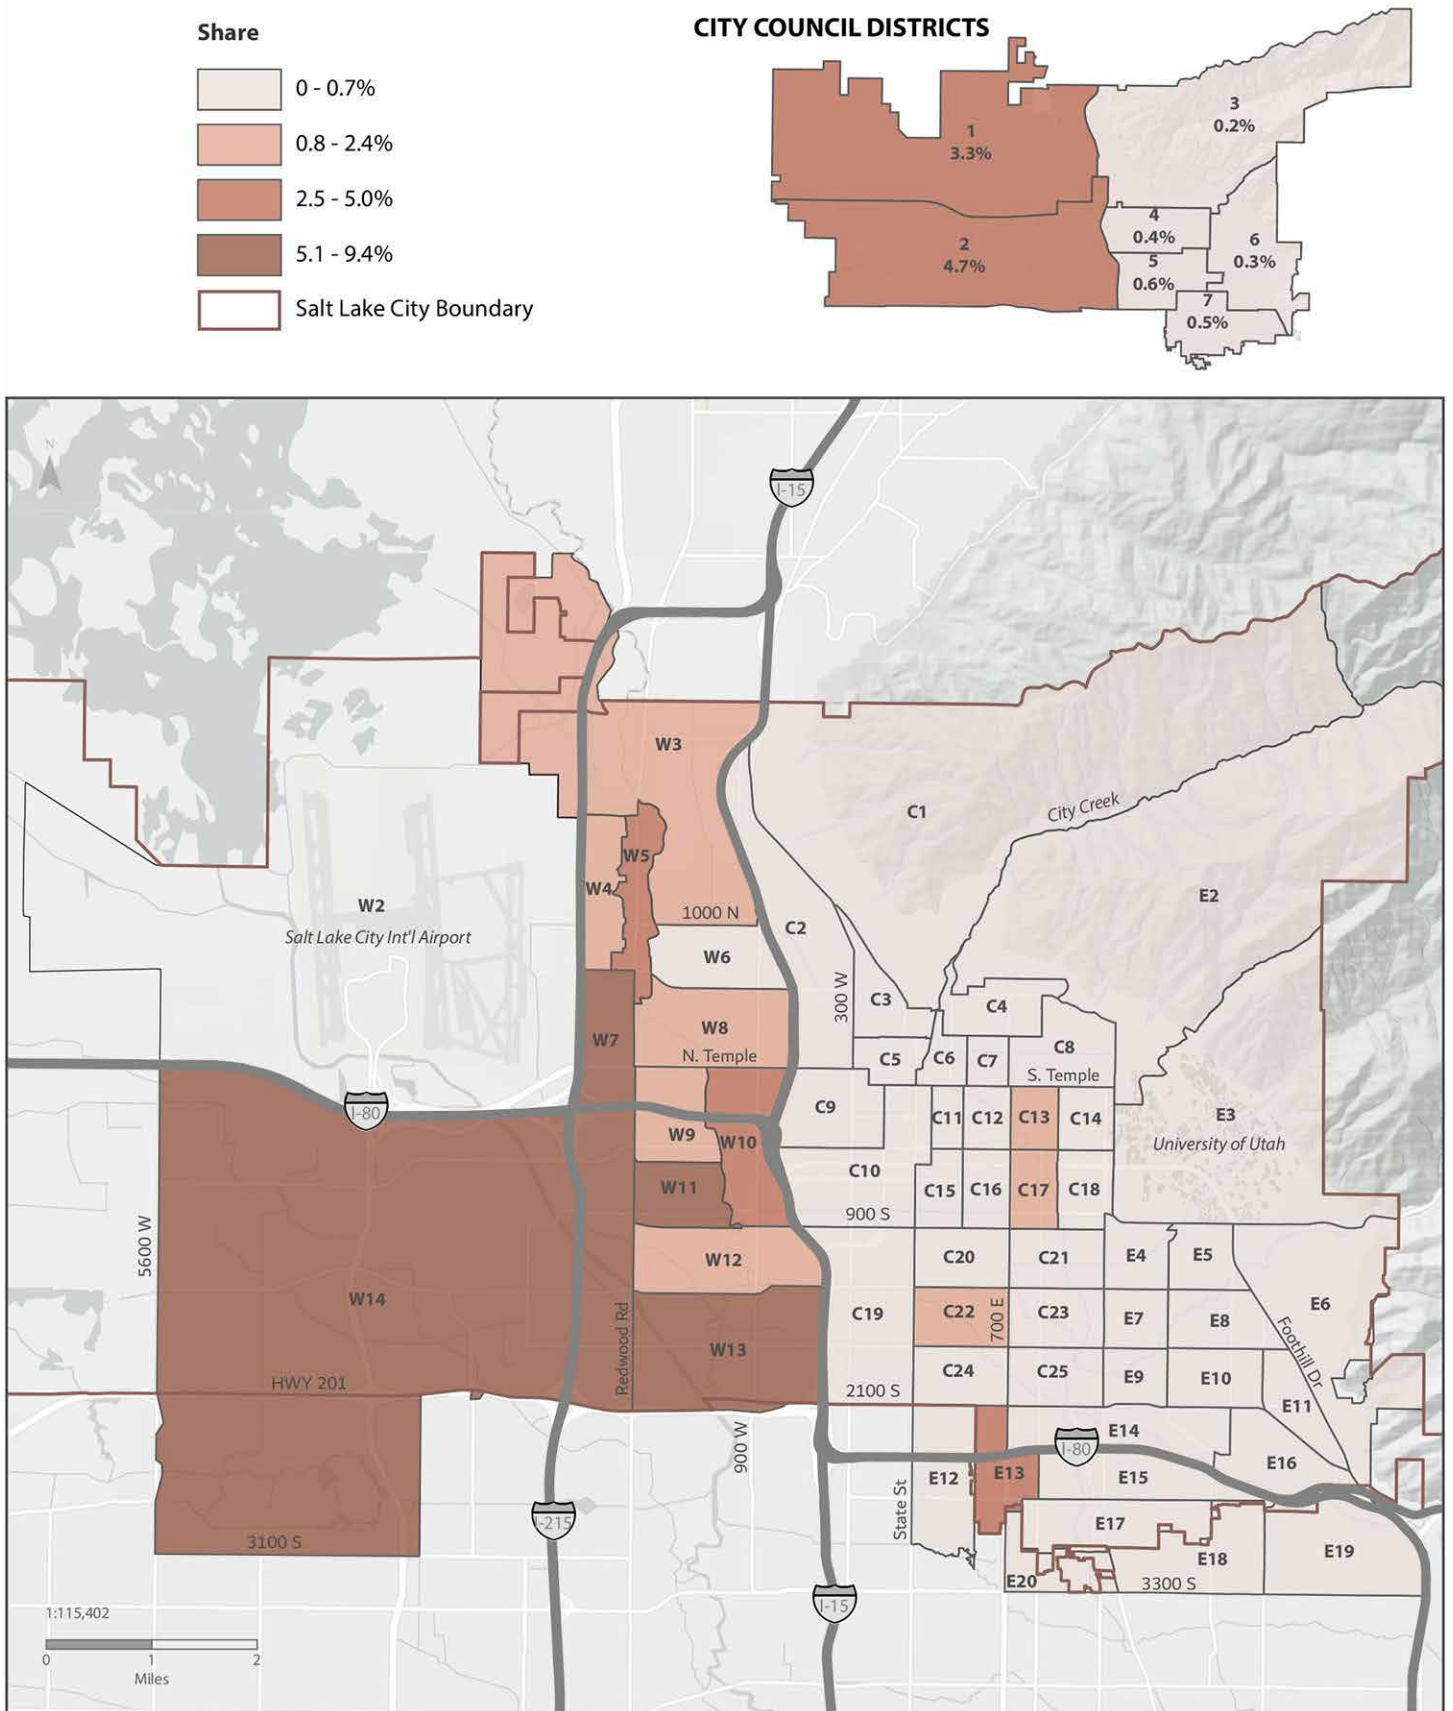 Share
0 - 0.7%
0.8 - 2.4%
2.5 - 5.0%
5.1 - 9.4%
Salt Lake City Boundary
CITY COUNCIL DISTRICTS
1
3.3%
2
4.7%
3
0.2%
4
0.4%
5
0.6%
6
0.3%
7
0.5%
N
I-15
W3
C1
City Creek
W5
W4
E2
W2
Salt Lake City Int'l Airport
1000 N
C2
W6
300 W
C3
C4
W7
W8
N. Temple
C5
C6
C7
C8
S. Temple
I-80
C9
C11
C12
C13
C14
E3
University of Utah
W9
W10
C10
W11
C15
C16
C17
C18
900 S
5600 W
W12
C20
C21
E4
E5
W14
C19
C22
700 E
C23
E7
E8
E6
Foothill Dr
Redwood Rd
W13
HWY 201
2100 S
C24
C25
E9
E10
E11
900 W
E14
I-80
State St
E12
E13
E15
E16
I-215
3100 S
E17
E18
E19
E20
3300 S
I-15
1:115,402
0
1
2
Miles